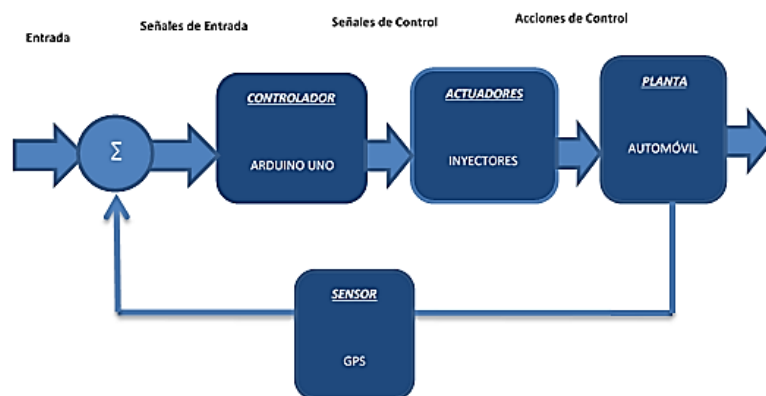 Entrada
Señales de Entrada
Señales de Control
Acciones de Control
Σ
CONTROLADOR
ARDUINO UNO
ACTUADORES
INYECTORES
PLANTA
AUTOMÓVIL
SENSOR
GPS